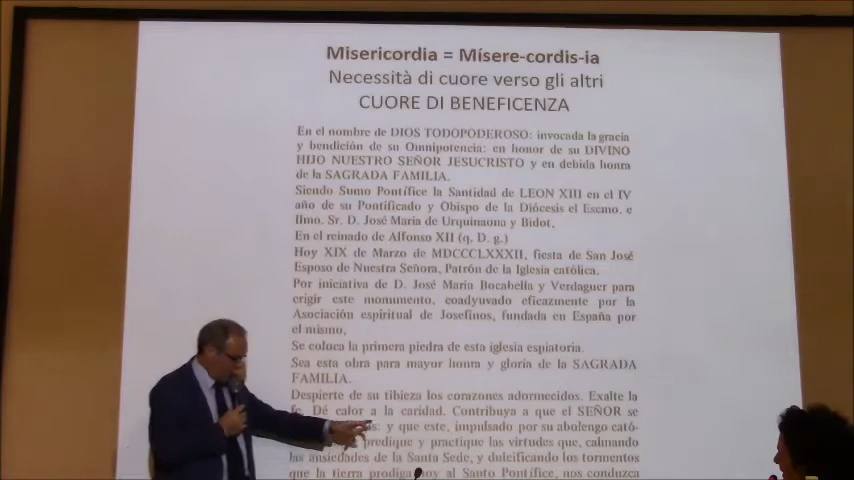 Misericordia = Mísere-cordis-ia
Necessità di cuore verso gli altri
CUORE DI BENEFICENZA
En el nombre de DIOS TODOPODEROSO: invocada la gracia
y bendición de su Omnipotencia: en honor de su DIVINO
HIJO NUESTRO SEÑOR JESUCRISTO y en debida honra
de la SAGRADA FAMILIA.
Siendo Sumo Pontífice la Santidad de LEON XIII en el IV
año de su Pontificado y Obispo de la Diócesis el Excmo. e
Ilmo. Sr. D. José Maria de Urquinaona y Bidot,
En el reinado de Alfonso XII (q. D. g.)
Hoy XIX de Marzo de MDCCCLXXXII, fiesta de San José
Esposo de Nuestra Señora, Patrón de la Iglesia católica.
Por iniciativa de D. José Maria Bocabella y Verdaguer para
erigir este monumento, coadyuvado eficazmente por la
Asociación espiritual de Josefinos, fundada en España por
el mismo,
Se coloca la primera piedra de esta iglesia espiatoria.
Sea esta obra para mayor honra y gloria de la SAGRADA
FAMILIA.
Despierte de su tibieza los corazones adormecidos. Exalte la
fe. Dé calor a la caridad. Contribuya a que el SEÑOR se
y que este, impulsado por su abolengo cató-
predique y practique las virtudes que, calmando
las ansiedades de la Santa Sede, y dulcificando los tormentos
que la tierra prodiga hoy al Santo Pontífice, nos conduzca